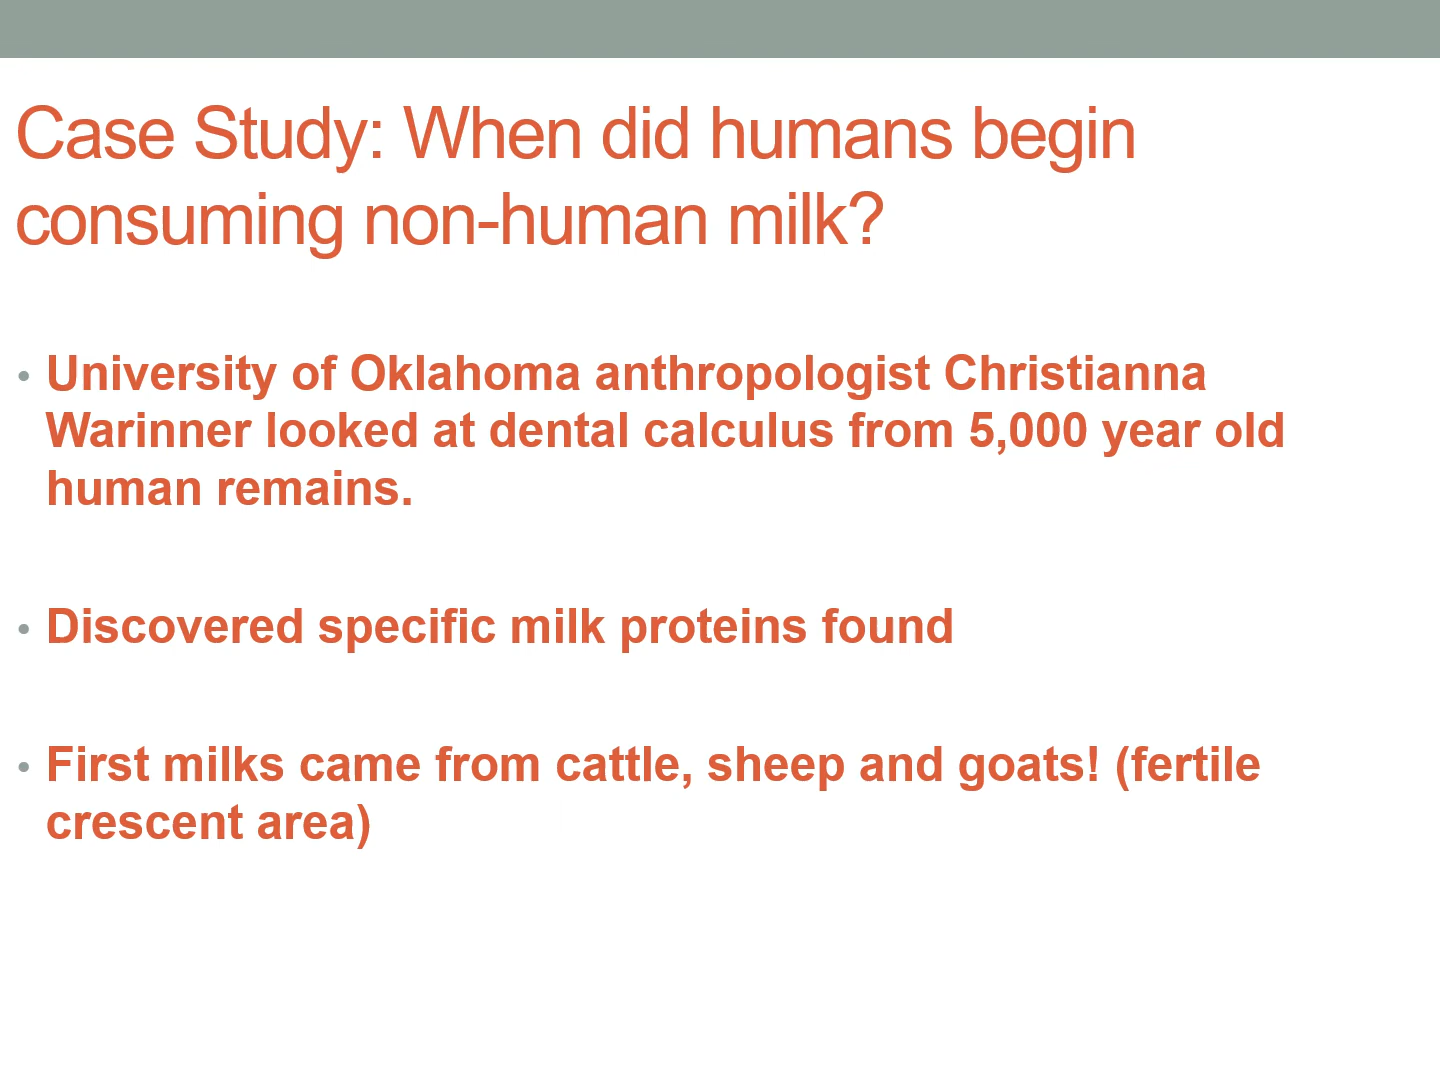 Case Study: When did humans begin
consuming non-human milk?
• University of Oklahoma anthropologist Christianna
Warinner looked at dental calculus from 5,000 year old
human remains.
• Discovered specific milk proteins found
• First milks came from cattle, sheep and goats! (fertile
crescent area)